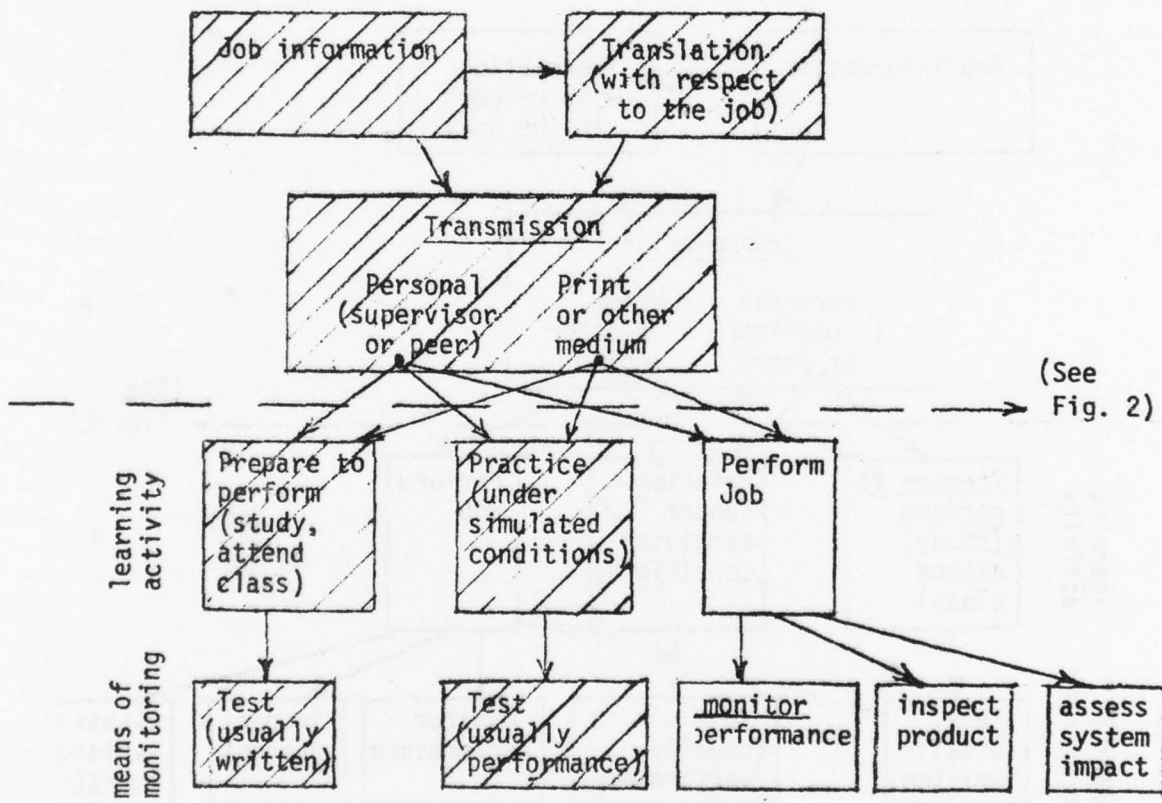 Job information
Translation
(with respect
to the job)
Transmission
Personal
(supervisor
or peer)
Print
or other
medium
(See
Fig. 2)
learning
activity
Prepare to
perform
(study,
attend
class)
Practice
(under
simulated
conditions)
Perform
Job
means of
monitoring
Test
(usually
written)
Test
(usually
performance)
monitor
performance
inspect
product
assess
system
impact